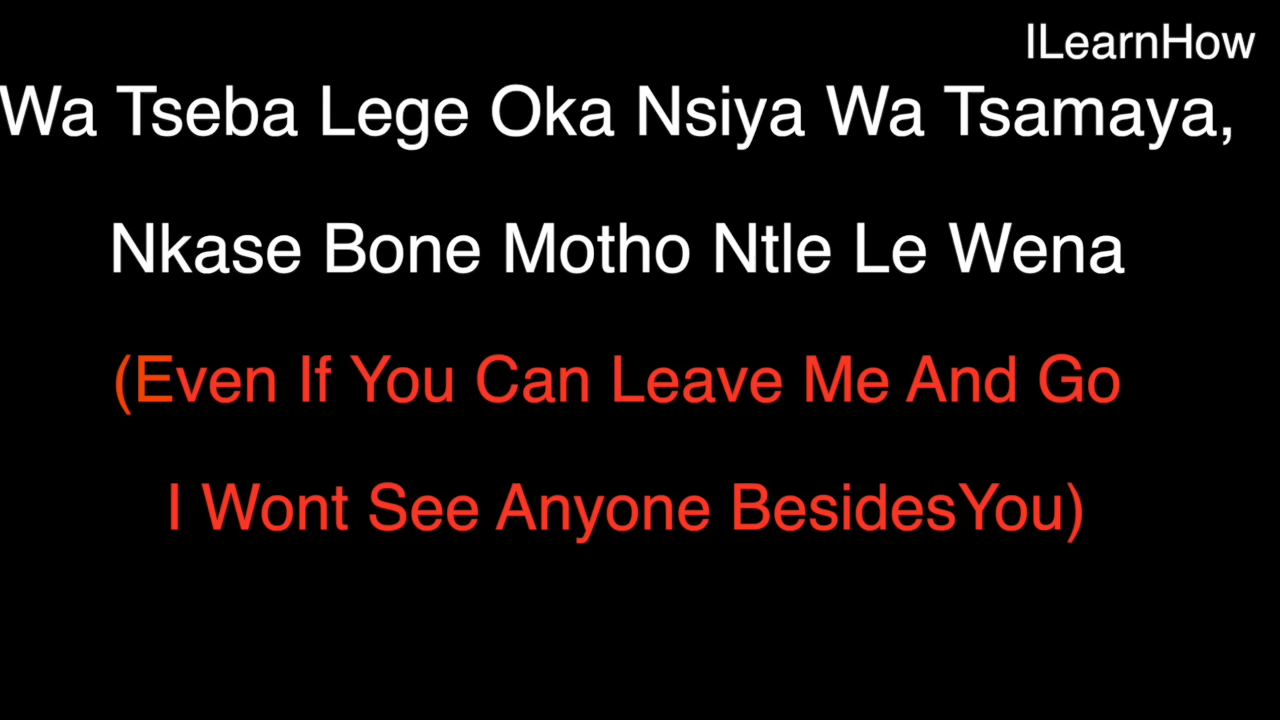 ILearnHow
Wa Tseba Lege Oka Nsiya Wa Tsamaya,
Nkase Bone Motho Ntle Le Wena
(Even If You Can Leave Me And Go
I Wont See Anyone BesidesYou)